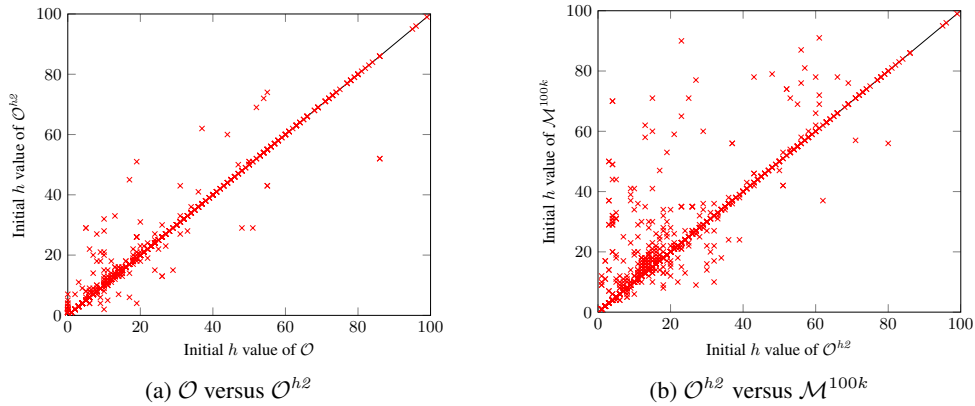 100
80
60
40
20
0
0 20 40 60 80 100
Initial h value of O^{h2}
Initial h value of O
(a) O versus O^{h2}
100
80
60
40
20
0
0 20 40 60 80 100
Initial h value of M^{100k}
Initial h value of O^{h2}
(b) O^{h2} versus M^{100k}